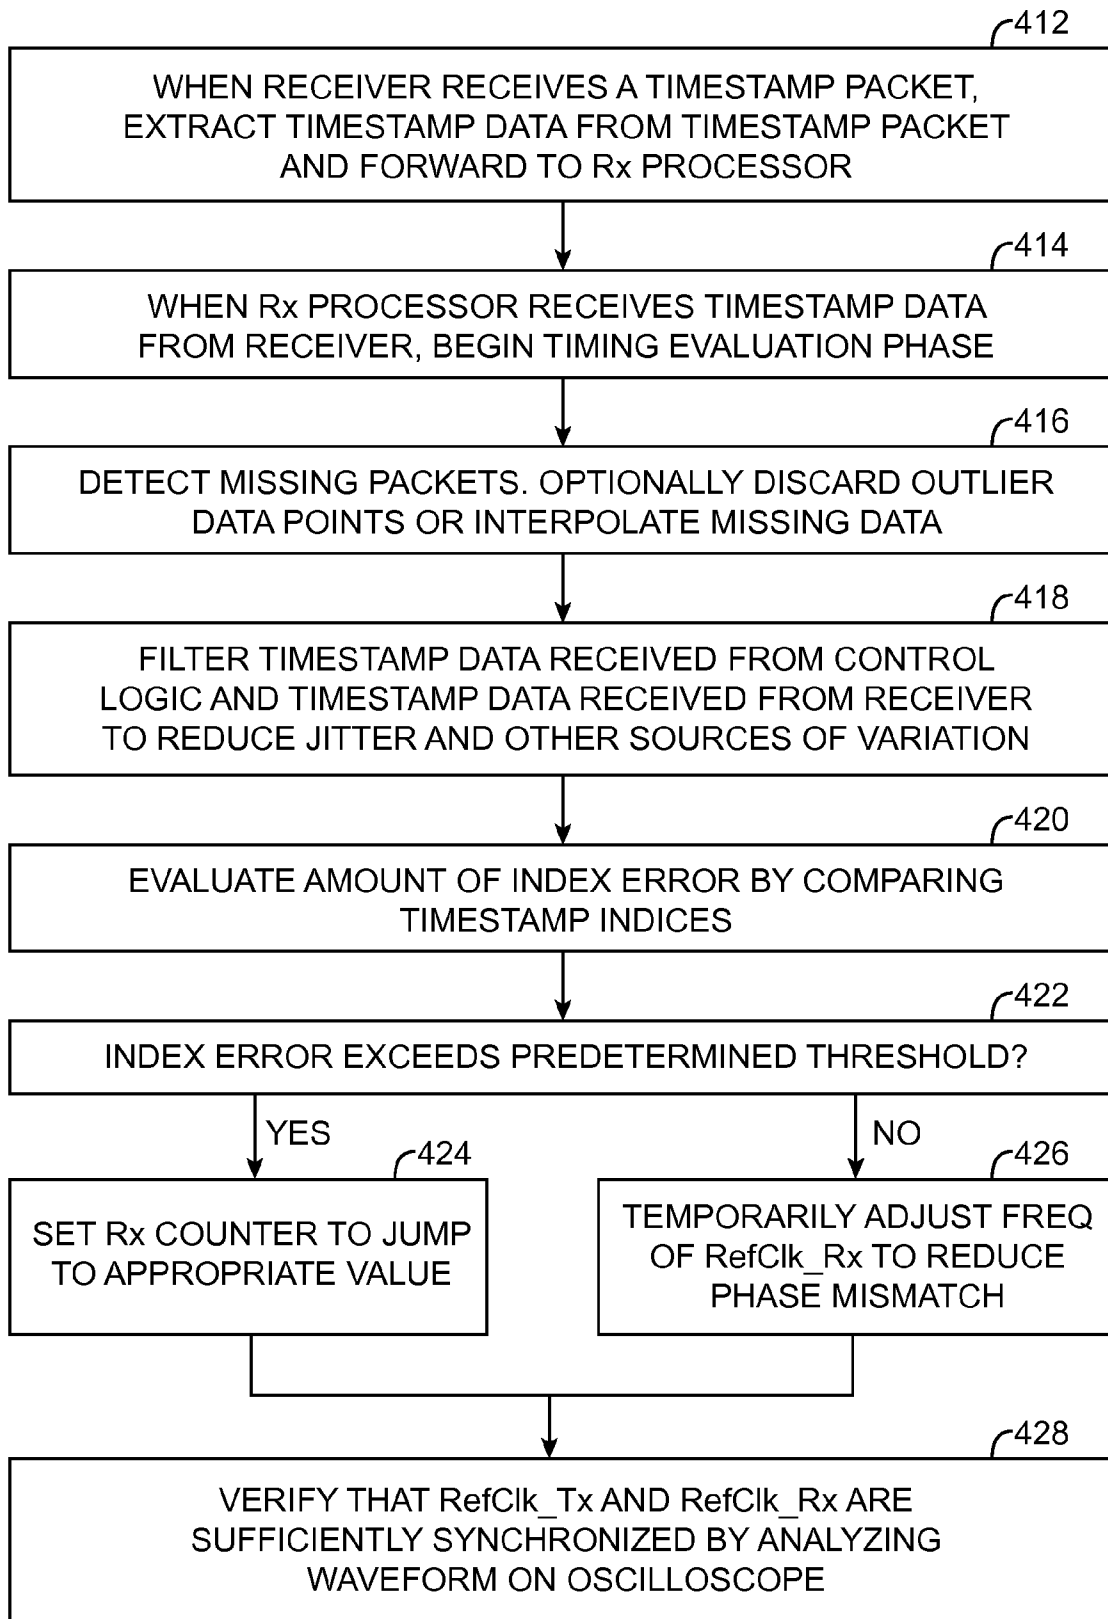 412
WHEN RECEIVER RECEIVES A TIMESTAMP PACKET,
EXTRACT TIMESTAMP DATA FROM TIMESTAMP PACKET
AND FORWARD TO Rx PROCESSOR
414
WHEN Rx PROCESSOR RECEIVES TIMESTAMP DATA
FROM RECEIVER, BEGIN TIMING EVALUATION PHASE
416
DETECT MISSING PACKETS. OPTIONALLY DISCARD OUTLIER
DATA POINTS OR INTERPOLATE MISSING DATA
418
FILTER TIMESTAMP DATA RECEIVED FROM CONTROL
LOGIC AND TIMESTAMP DATA RECEIVED FROM RECEIVER
TO REDUCE JITTER AND OTHER SOURCES OF VARIATION
420
EVALUATE AMOUNT OF INDEX ERROR BY COMPARING
TIMESTAMP INDICES
422
INDEX ERROR EXCEEDS PREDETERMINED THRESHOLD?
YES
424
SET Rx COUNTER TO JUMP
TO APPROPRIATE VALUE
NO
426
TEMPORARILY ADJUST FREQ
OF RefClk_Rx TO REDUCE
PHASE MISMATCH
428
VERIFY THAT RefClk_Tx AND RefClk_Rx ARE
SUFFICIENTLY SYNCHRONIZED BY ANALYZING
WAVEFORM ON OSCILLOSCOPE